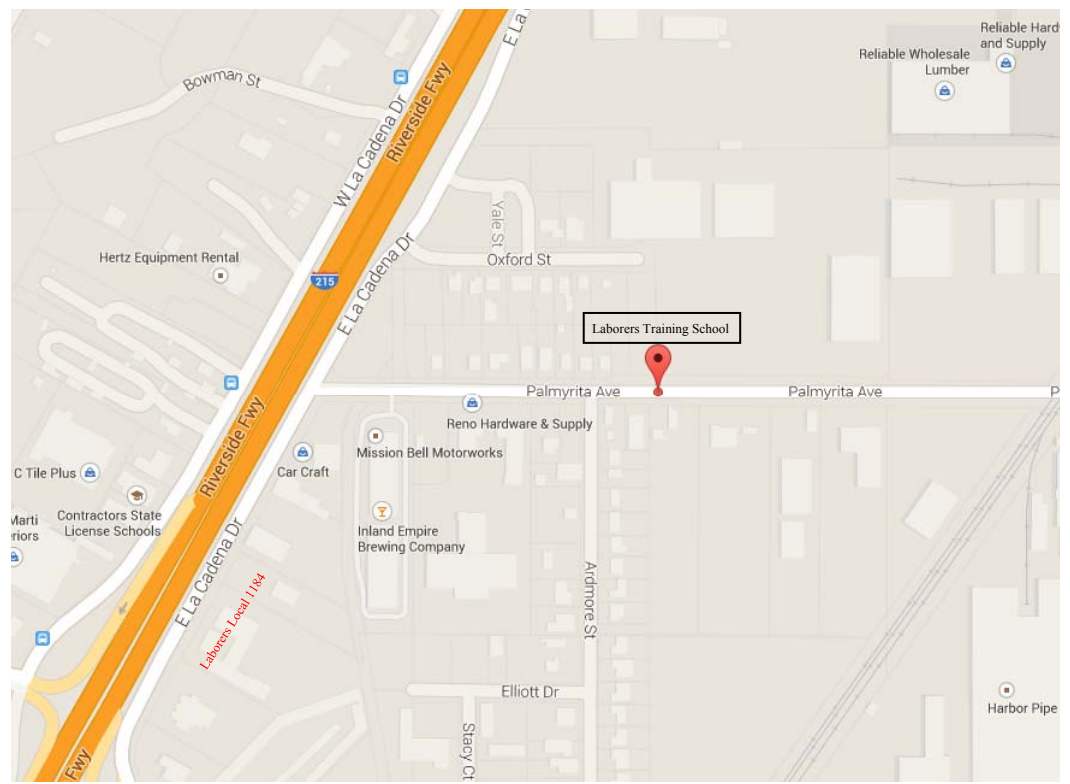 E La
Reliable Hard
and Supply
Reliable Wholesale
Lumber
Bowman St
Riverside Fwy
W La Cadena Dr
Yale St
Hertz Equipment Rental
E La Cadena Dr
Oxford St
215
Laborers Training School
Palmyrita Ave
Palmyrita Ave
P
Reno Hardware & Supply
Riverside Fwy
Mission Bell Motorworks
Car Craft
C Tile Plus
Contractors State
License Schools
Marti
riors
Inland Empire
Brewing Company
E La Cadena Dr
Ardmore St
Laborers Local 1184
Elliott Dr
Harbor Pipe
Stacy Ct
Fwy